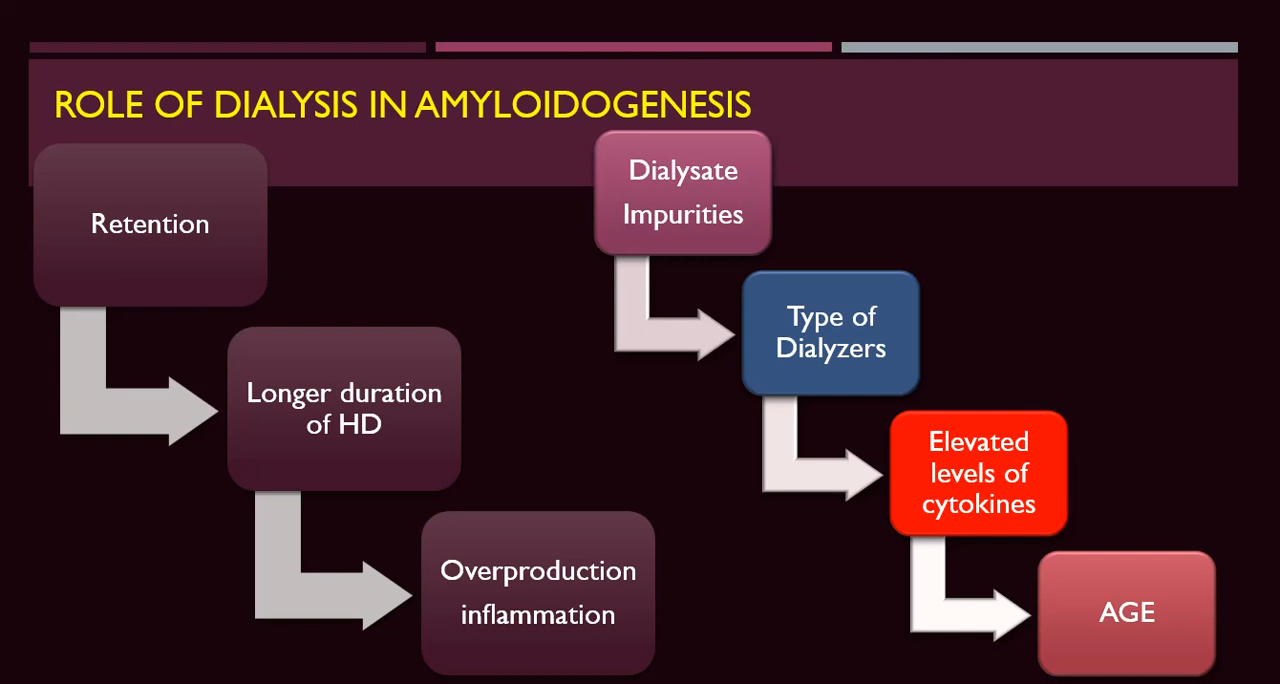 ROLE OF DIALYSIS IN AMYLOIDOGENESIS
Retention
Longer duration
of HD
Overproduction
inflammation
Dialysate
Impurities
Type of
Dialyzers
Elevated
levels of
cytokines
AGE